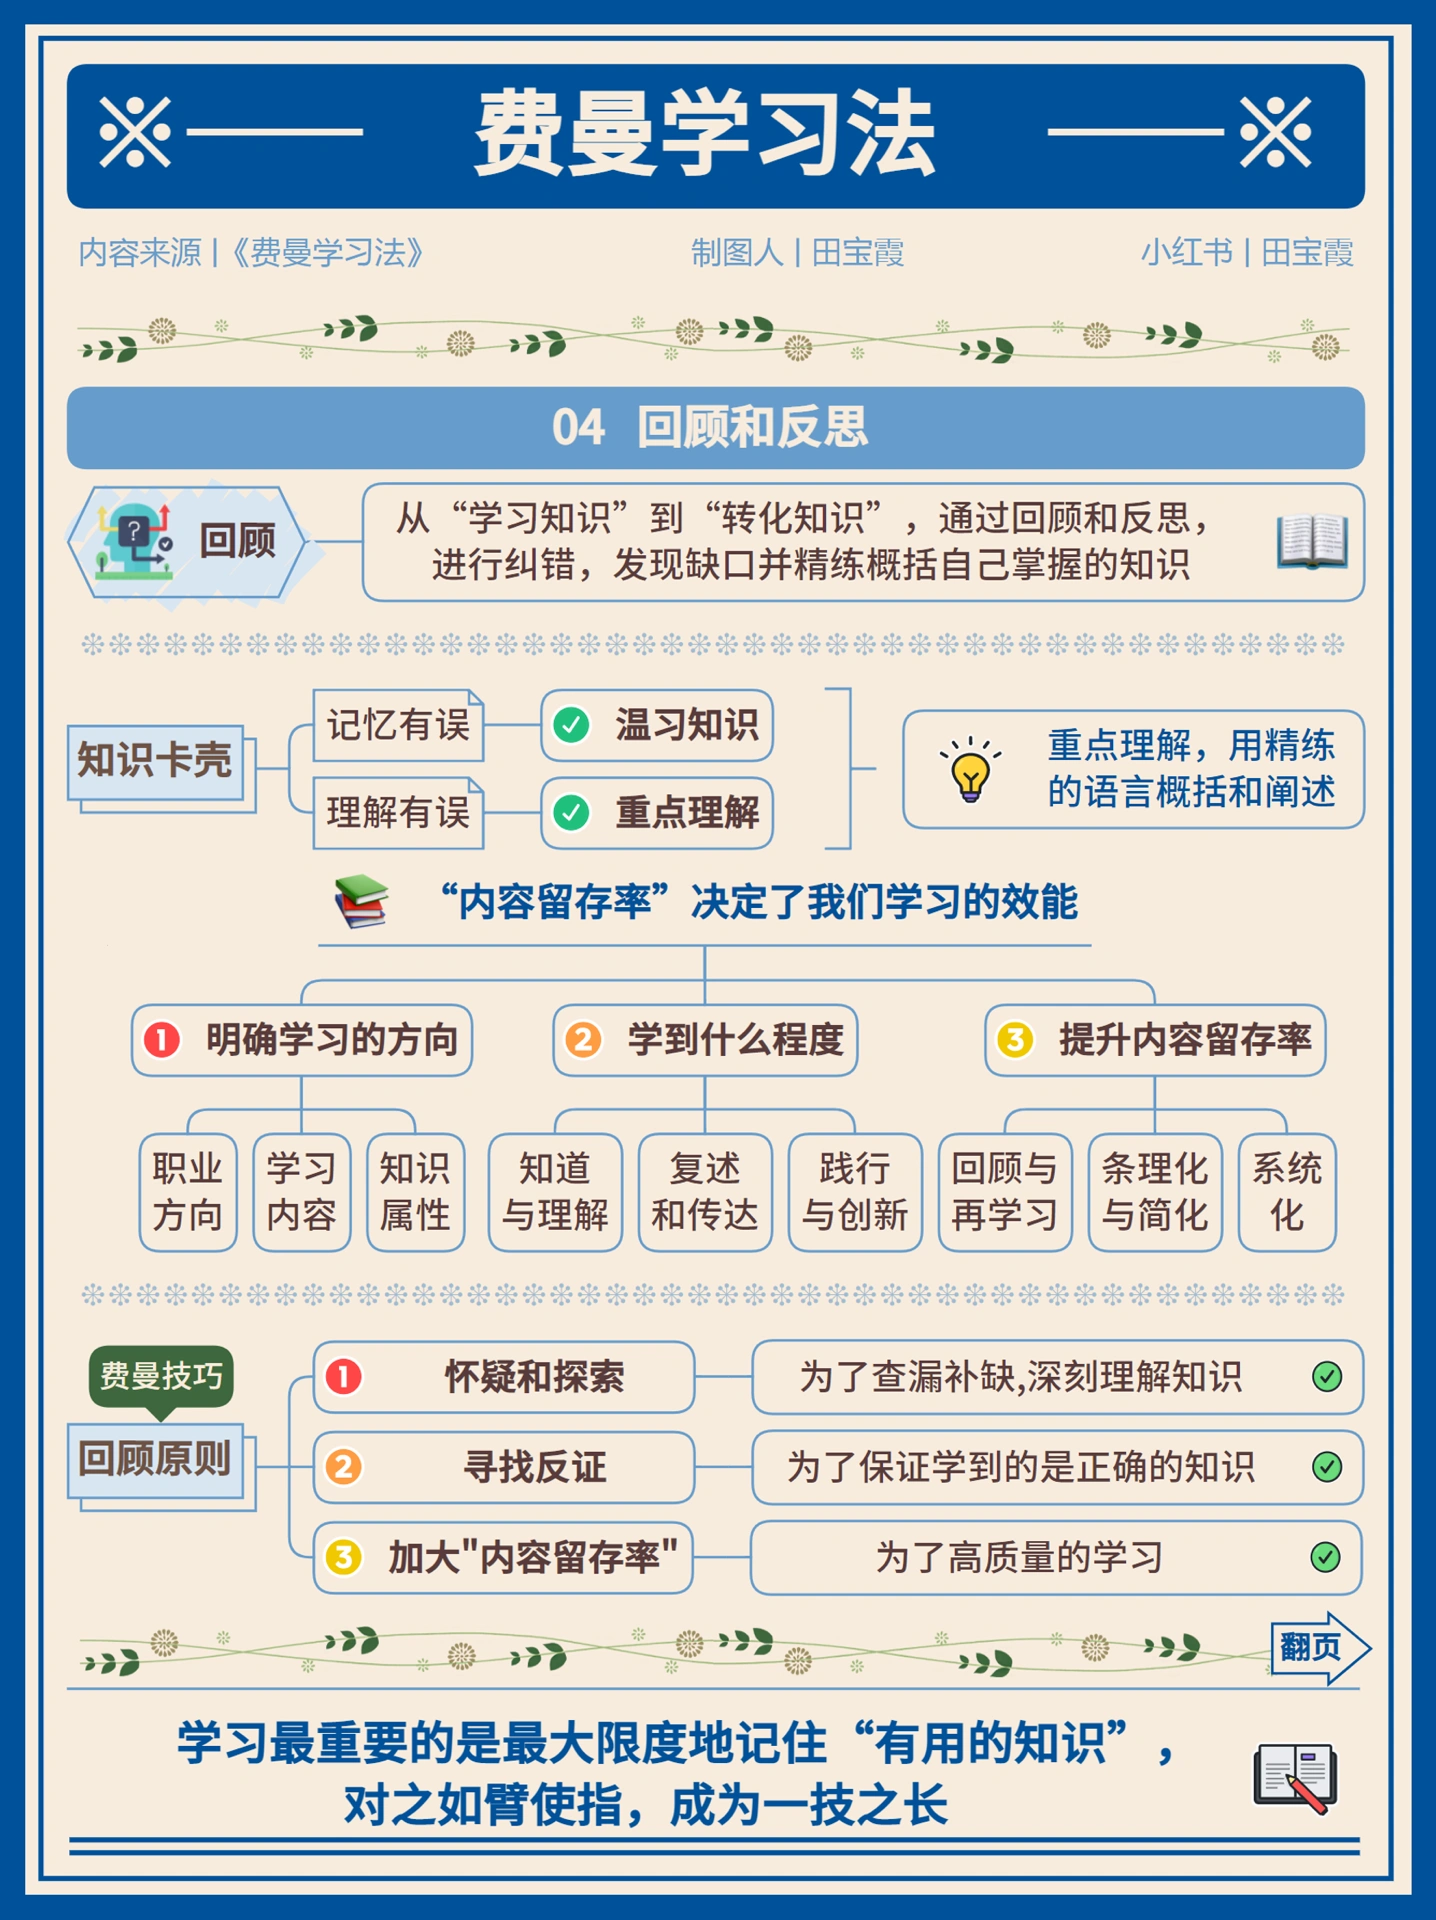 费曼学习法
内容来源 |《费曼学习法》
制图人 | 田宝霞
小红书 | 田宝霞
04 回顾和反思
回顾
从“学习知识”到“转化知识”，通过回顾和反思，
进行纠错，发现缺口并精练概括自己掌握的知识
知识卡壳
记忆有误
温习知识
理解有误
重点理解
重点理解，用精练
的语言概括和阐述
“内容留存率”决定了我们学习的效能
1 明确学习的方向
2 学到什么程度
3 提升内容留存率
职业
方向
学习
内容
知识
属性
知道
与理解
复述
和传达
践行
与创新
回顾与
再学习
条理化
与简化
系统
化
费曼技巧
回顾原则
1 怀疑和探索
为了查漏补缺,深刻理解知识
2 寻找反证
为了保证学到的是正确的知识
3 加大"内容留存率"
为了高质量的学习
翻页
学习最重要的是最大限度地记住“有用的知识”，
对之如臂使指，成为一技之长